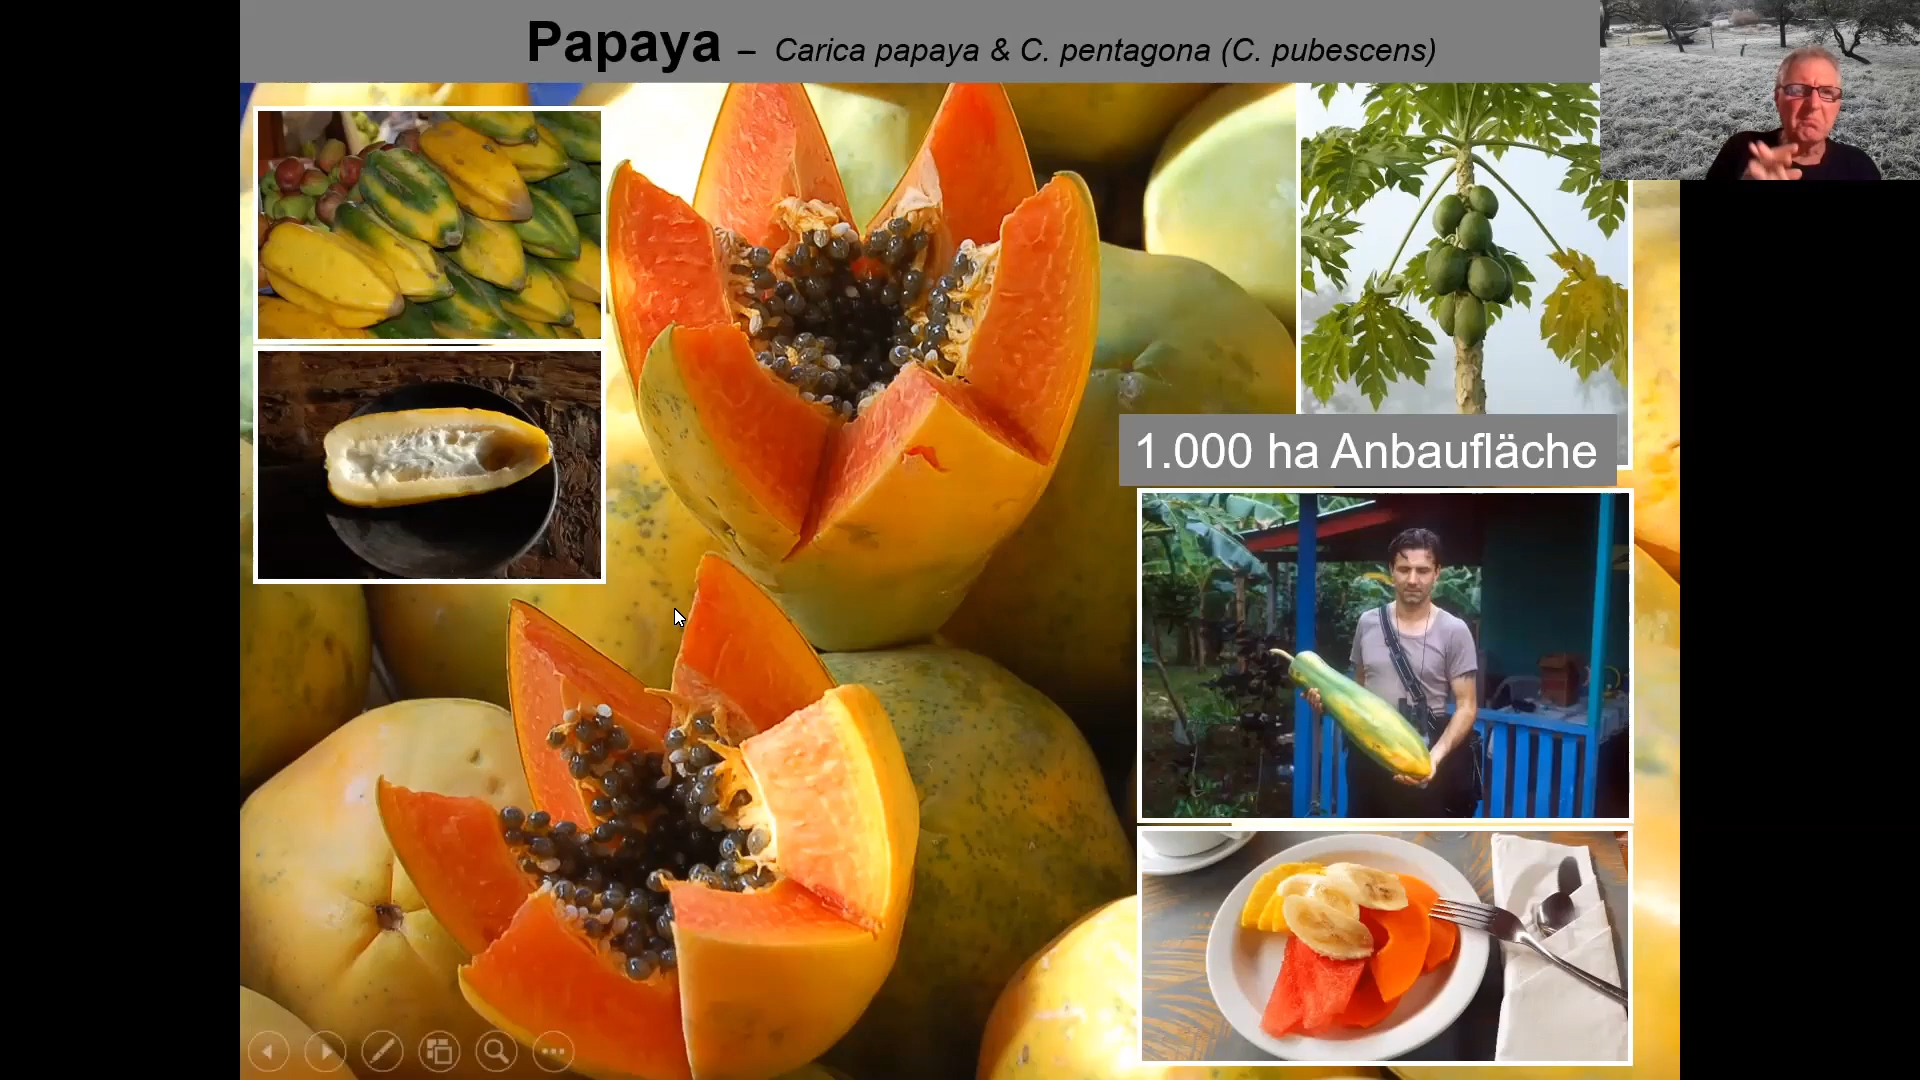 Papaya – Carica papaya & C. pentagona (C. pubescens)
1.000 ha Anbaufläche